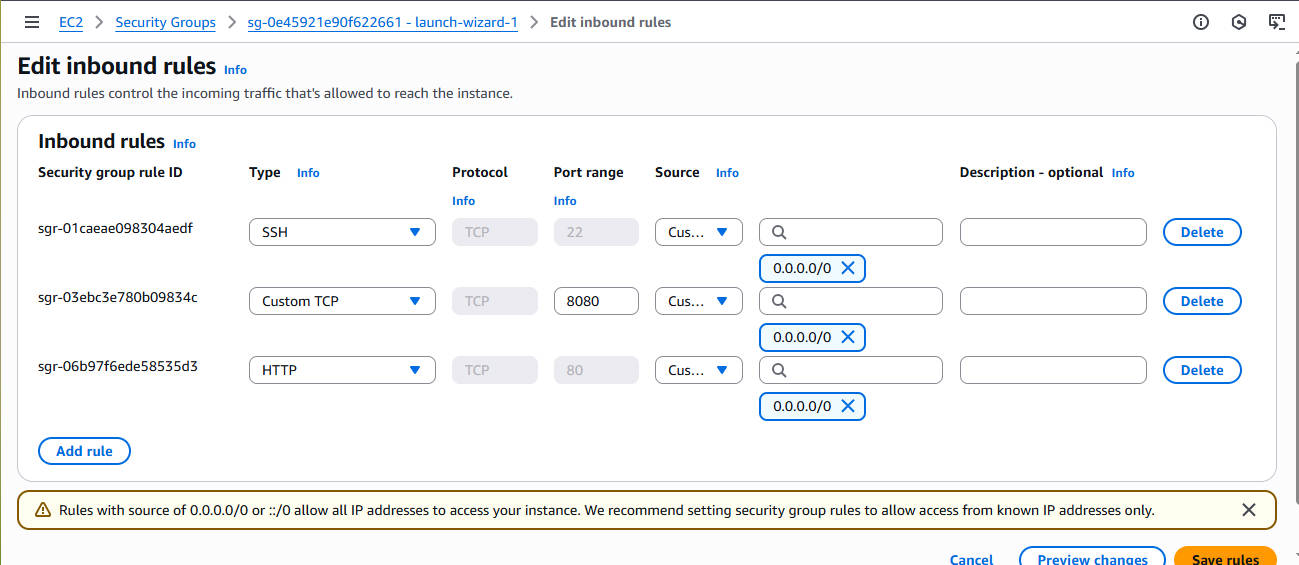 EC2 > Security Groups > sg-0e45921e90f622661 - launch-wizard-1 > Edit inbound rules
Edit inbound rules Info
Inbound rules control the incoming traffic that's allowed to reach the instance.
Inbound rules Info
Security group rule ID Type Info Protocol Port range Source Info Description - optional Info
Info Info
sgr-01caeae098304aedf SSH TCP 22 Cus... Delete
0.0.0.0/0
sgr-03ebc3e780b09834c Custom TCP TCP 8080 Cus... Delete
0.0.0.0/0
sgr-06b97f6ede58535d3 HTTP TCP 80 Cus... Delete
0.0.0.0/0
Add rule
Rules with source of 0.0.0.0/0 or ::/0 allow all IP addresses to access your instance. We recommend setting security group rules to allow access from known IP addresses only.
Cancel Preview changes Save rules